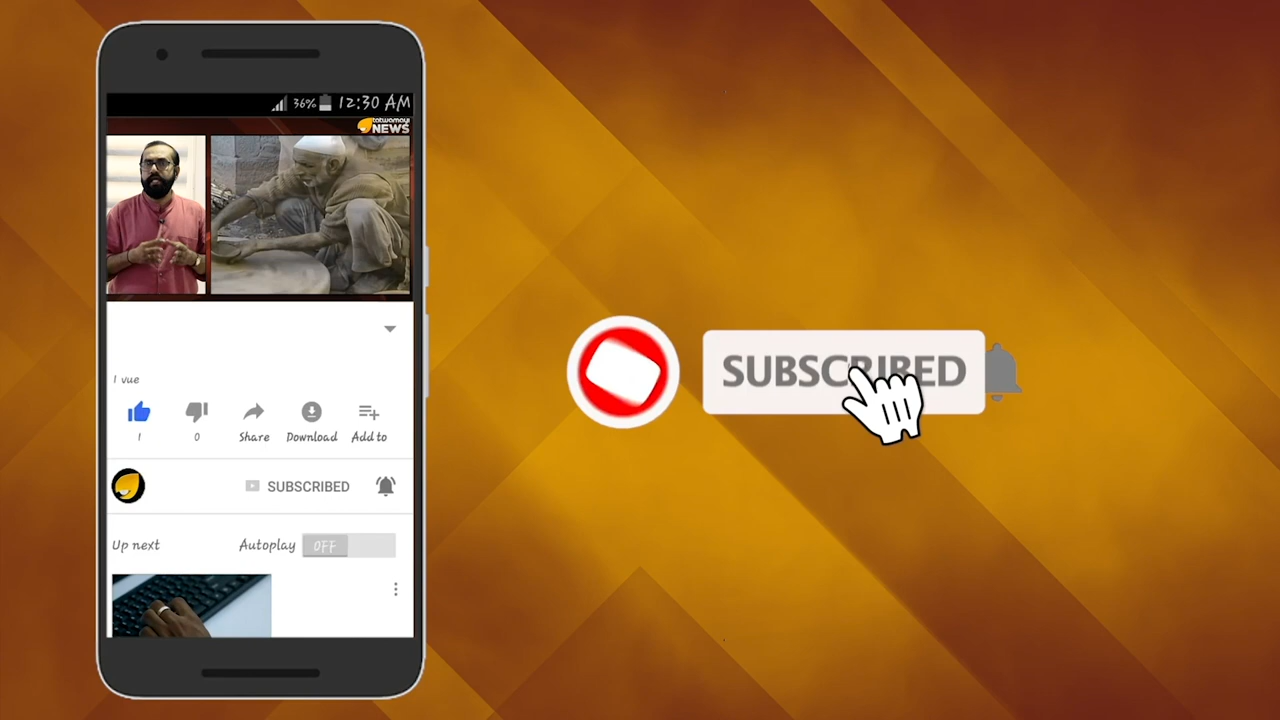 36% 12:30 AM
tatwamayi
NEWS
1 vue
1
0
Share
Download
Add to
SUBSCRIBED
Up next
Autoplay
OFF
SUBSCRIBED